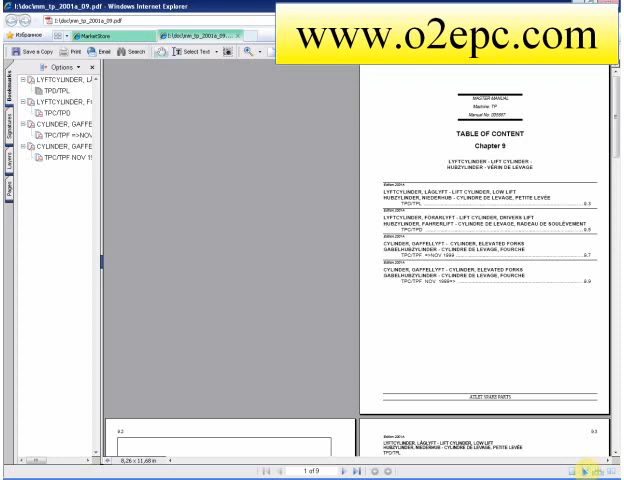 I:\doc\mm_tp_2001a_09.pdf - Windows Internet Explorer
www.o2epc.com
I:\doc\mm_tp_2001a_09.pdf
Избранное
MarketStore
I:\doc\mm_tp_2001a_09....
Save a Copy
Print
Email
Search
Select Text
Options
Bookmarks
Signatures
Layers
Pages
LYFTCYLINDER, LÅ
TPD/TPL
LYFTCYLINDER, FÖ
TPC/TPD
CYLINDER, GAFFE
TPC/TPF =>NOV
CYLINDER, GAFFE
TPC/TPF NOV 19
MASTER MANUAL
Machine: TP
TABLE OF CONTENT
Chapter 9
LYFTCYLINDER - LIFT CYLINDER -
HUBZYLINDER - VÉRIN DE LEVAGE
Edition 2001A
LYFTCYLINDER, LÅGLYFT - LIFT CYLINDER, LOW LIFT
HUBZYLINDER, NIEDERHUB - CYLINDRE DE LEVAGE, PETITE LEVÉE
TPD/TPL 9.3
Edition 2001A
LYFTCYLINDER, FÖRARLYFT - LIFT CYLINDER, DRIVERS LIFT
HUBZYLINDER, FAHRERLIFT - CYLINDRE DE LEVAGE, RADEAU DE SOULÈVEMENT
TPC/TPD 9.5
Edition 2001A
CYLINDER, GAFFELLYFT - CYLINDER, ELEVATED FORKS
GABELHUBZYLINDER - CYLINDRE DE LEVAGE, FOURCHE
TPC/TPF =>NOV 1999 9.7
Edition 2001A
CYLINDER, GAFFELLYFT - CYLINDER, ELEVATED FORKS
GABELHUBZYLINDER - CYLINDRE DE LEVAGE, FOURCHE
TPC/TPF NOV 1999=> 9.9
ATLET SPARE PARTS
9.2
9.3
Edition 2001A
LYFTCYLINDER, LÅGLYFT - LIFT CYLINDER, LOW LIFT
HUBZYLINDER, NIEDERHUB - CYLINDRE DE LEVAGE, PETITE LEVÉE
TPD/TPL
8,26 x 11,68 in
1 of 9